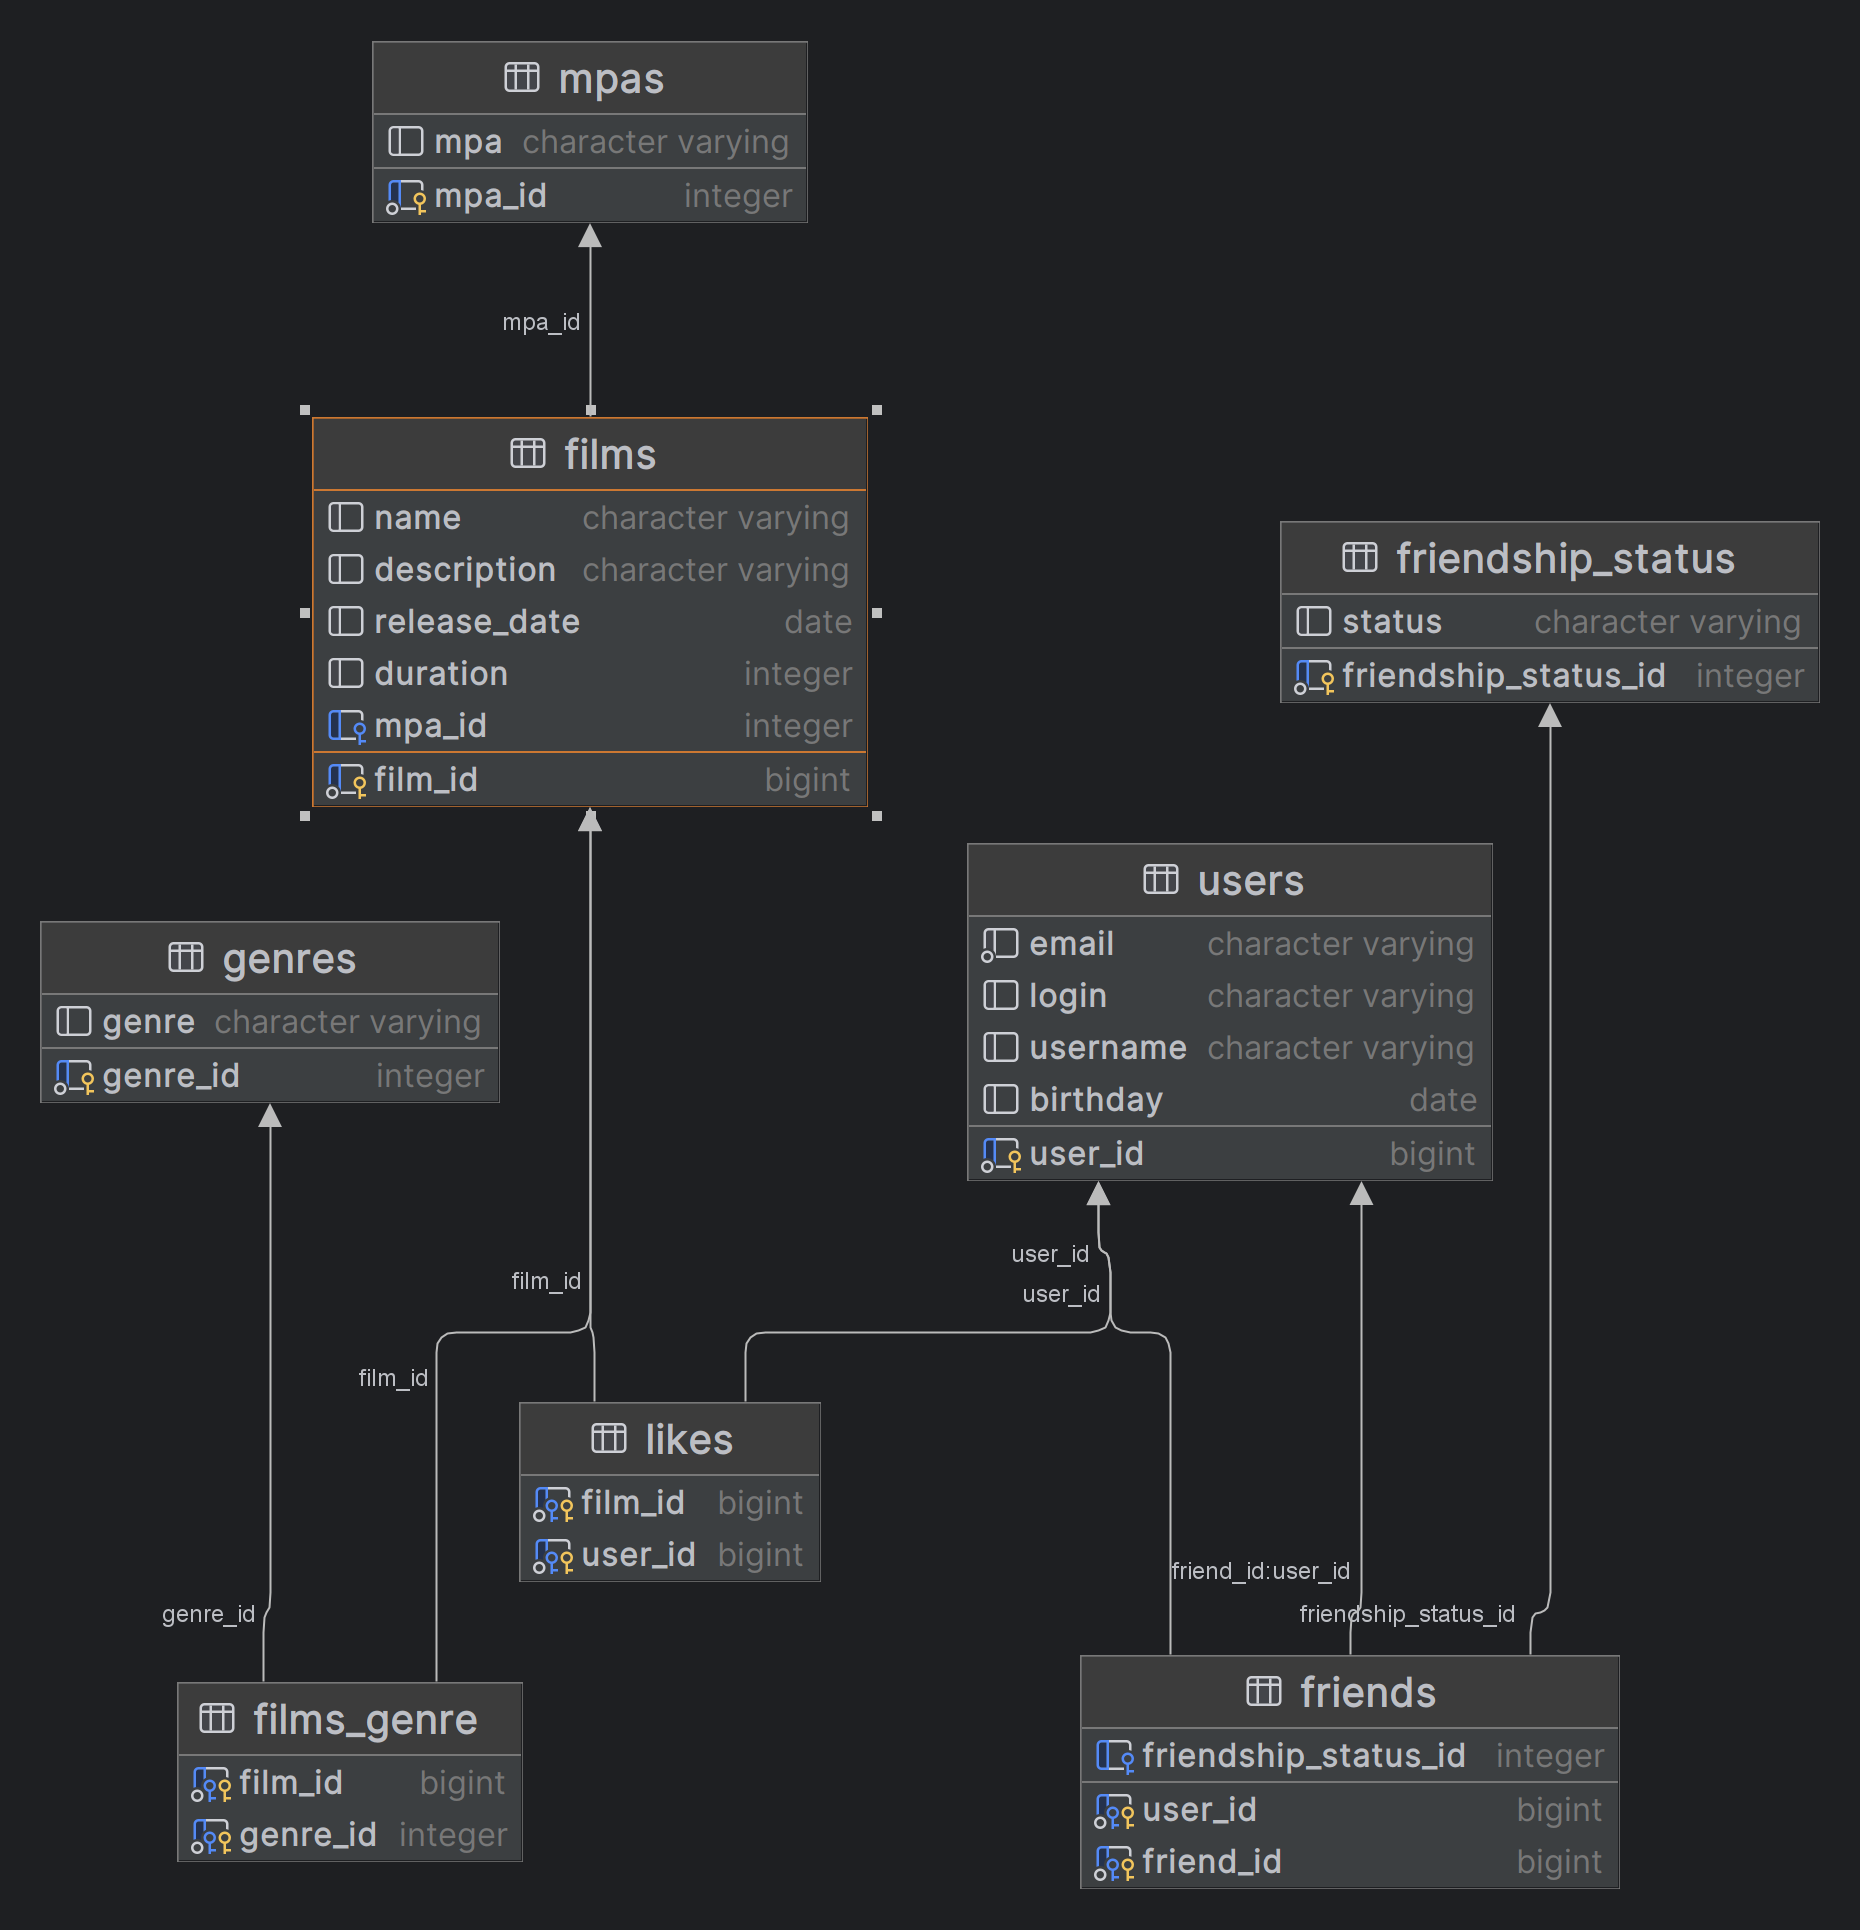 mpas
mpa character varying
mpa_id integer
mpa_id
films
name character varying
description character varying
release_date date
duration integer
mpa_id integer
film_id bigint
friendship_status
status character varying
friendship_status_id integer
users
email character varying
login character varying
username character varying
birthday date
user_id bigint
genres
genre character varying
genre_id integer
film_id
user_id
user_id
film_id
likes
film_id bigint
user_id bigint
friend_id:user_id
genre_id
friendship_status_id
films_genre
film_id bigint
genre_id integer
friends
friendship_status_id integer
user_id bigint
friend_id bigint